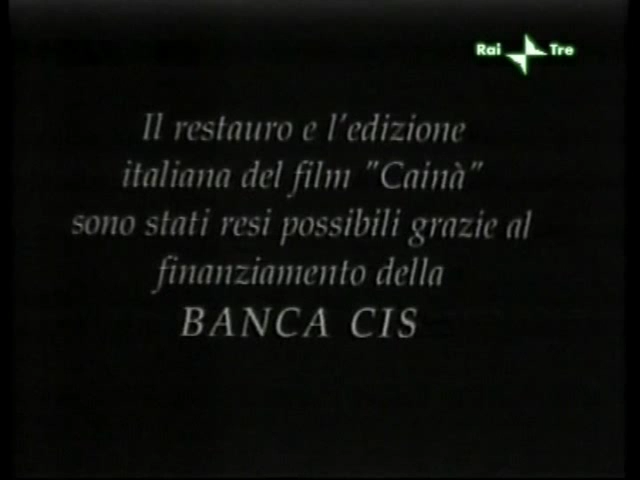 Rai Tre
Il restauro e l'edizione
italiana del film "Cainà"
sono stati resi possibili grazie al
finanziamento della
BANCA CIS